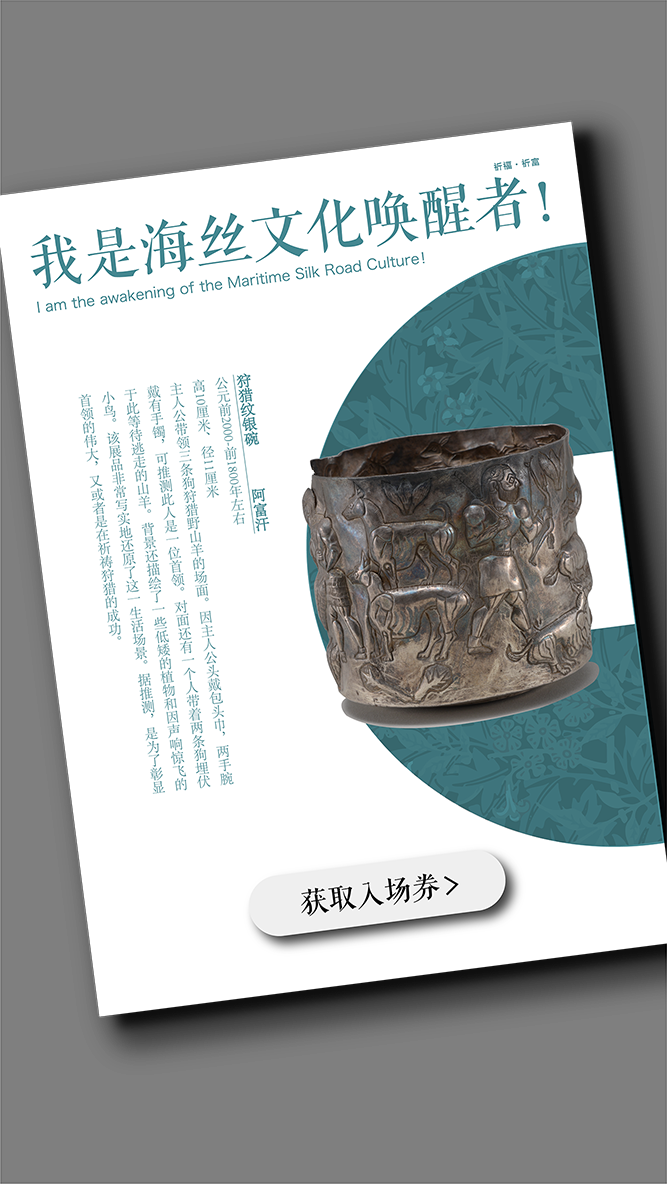 祈福·祈富
我是海丝文化唤醒者！
I am the awakening of the Maritime Silk Road Culture!
狩猎纹银碗 阿富汗
公元前2000-前1800年左右
高10厘米、径11厘米
主人公带领三条狗狩猎野山羊的场面。因主人公头戴包头巾，两手腕
戴有手镯，可推测此人是一位首领。对面还有一个人带着两条狗埋伏
于此等待逃走的山羊。背景还描绘了一些低矮的植物和因声响惊飞的
小鸟。该展品非常写实地还原了这一生活场景。据推测，是为了彰显
首领的伟大，又或者是在祈祷狩猎的成功。
获取入场券>